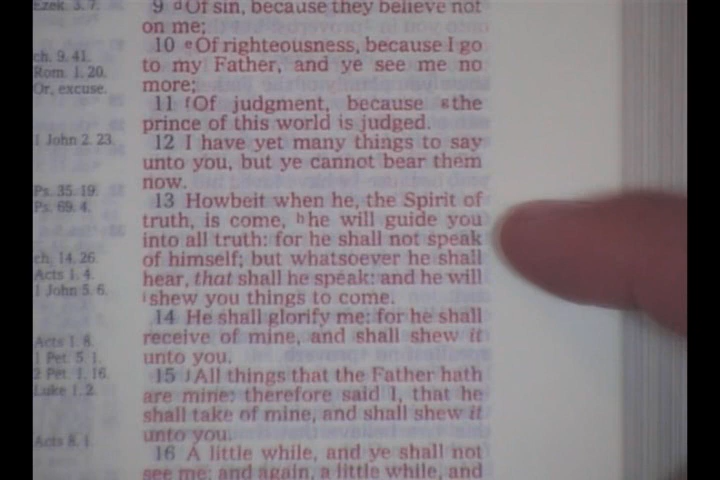 Ezek. 3. 7.
ch. 9. 41.
Rom. 1. 20.
Or, excuse.
1 John 2. 23.
Ps. 35. 19.
Ps. 69. 4.
ch. 14. 26.
Acts 1. 4.
1 John 5. 6.
Acts 1. 8.
1 Pet. 5. 1.
2 Pet. 1. 16.
Luke 1. 2.
Acts 8. 1.
9 d Of sin, because they believe not
on me;
10 e Of righteousness, because I go
to my Father, and ye see me no
more;
11 f Of judgment, because g the
prince of this world is judged.
12 I have yet many things to say
unto you, but ye cannot bear them
now.
13 Howbeit when he, the Spirit of
truth, is come, h he will guide you
into all truth: for he shall not speak
of himself; but whatsoever he shall
hear, that shall he speak: and he will
i shew you things to come.
14 He shall glorify me: for he shall
receive of mine, and shall shew it
unto you.
15 j All things that the Father hath
are mine: therefore said I, that he
shall take of mine, and shall shew it
unto you.
16 A little while, and ye shall not
see me: and again, a little while, and